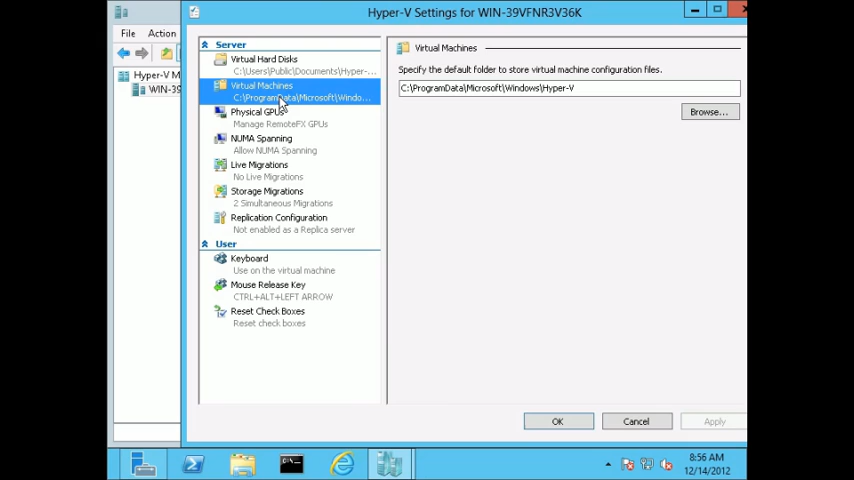 Hyper-V Settings for WIN-39VFNR3V36K
File Action
Hyper-V M
WIN-39
Server
Virtual Hard Disks
C:\Users\Public\Documents\Hyper-...
Virtual Machines
C:\ProgramData\Microsoft\Windo...
Physical GPUs
Manage RemoteFX GPUs
NUMA Spanning
Allow NUMA Spanning
Live Migrations
No Live Migrations
Storage Migrations
2 Simultaneous Migrations
Replication Configuration
Not enabled as a Replica server
User
Keyboard
Use on the virtual machine
Mouse Release Key
CTRL+ALT+LEFT ARROW
Reset Check Boxes
Reset check boxes
Virtual Machines
Specify the default folder to store virtual machine configuration files.
C:\ProgramData\Microsoft\Windows\Hyper-V
Browse...
OK Cancel Apply
8:56 AM
12/14/2012